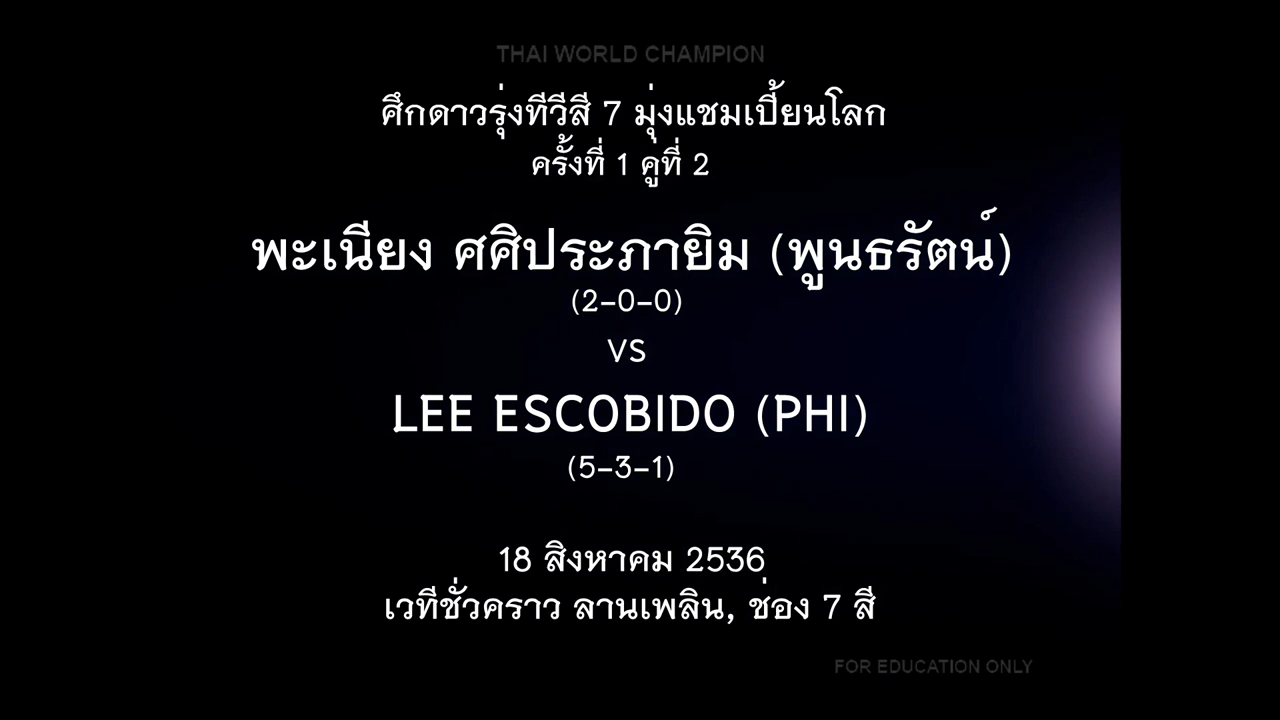 THAI WORLD CHAMPION
ศึกดาวรุ่งทีวีสี 7 มุ่งแชมเปี้ยนโลก
ครั้งที่ 1 คู่ที่ 2
พะเนียง ศศิประภายิม (พูนธรัตน์)
(2-0-0)
VS
LEE ESCOBIDO (PHI)
(5-3-1)
18 สิงหาคม 2536
เวทีชั่วคราว ลานเพลิน, ช่อง 7 สี
FOR EDUCATION ONLY